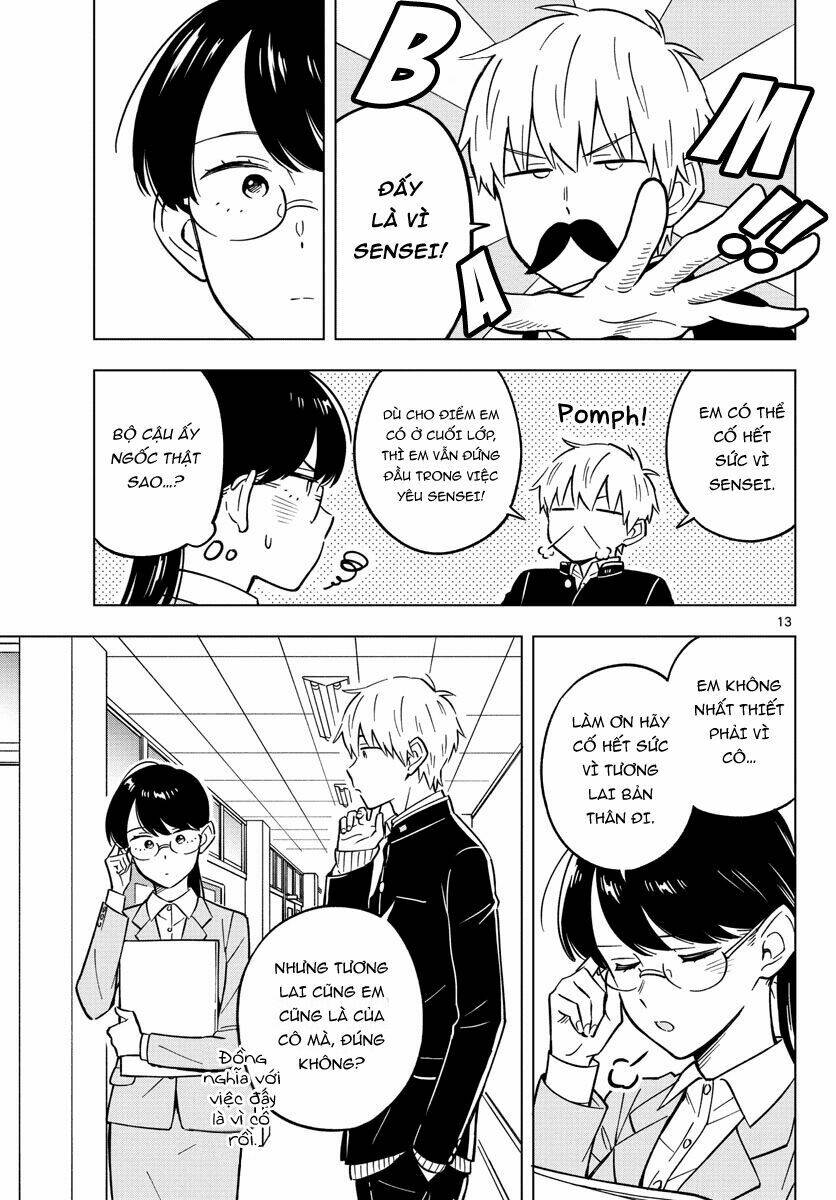 BAM!!
ĐẤY
LÀ VÌ
SENSEI!
EM CÓ THỂ
CỐ HẾT
SỨC VÌ
SENSEI.
Pomph!
DÙ CHO ĐIỂM EM
CÓ Ở CUỐI LỚP,
THÌ EM VẪN ĐỨNG
ĐẦU TRONG VIỆC
YÊU SENSEI!
BỘ CẬU ẤY
NGỐC THẬT
SAO...?
13
EM KHÔNG
NHẤT THIẾT
PHẢI VÌ
CÔ...
LÀM ƠN HÃY
CỐ HẾT SỨC
VÌ TƯƠNG
LAI BẢN
THÂN ĐI.
NHƯNG TƯƠNG
LAI CŨNG EM
CŨNG LÀ CỦA
CÔ MÀ, ĐÚNG
KHÔNG?
Đồng
nghĩa với
việc đấy
là vì cô
rồi.